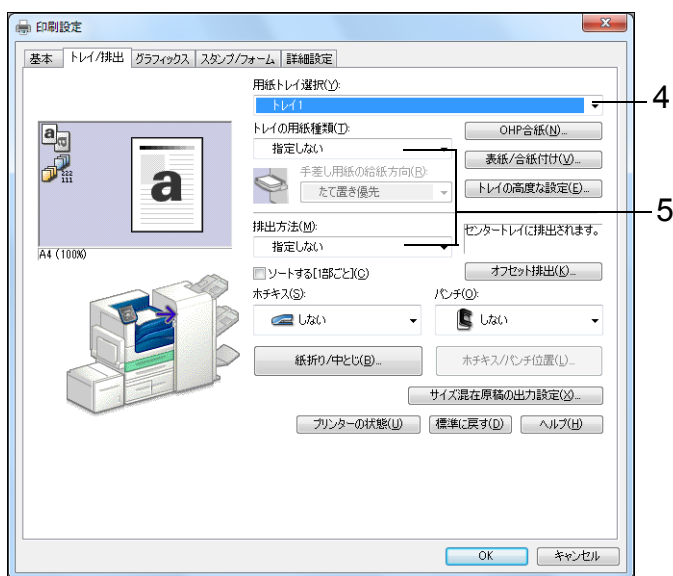 印刷設定
基本 トレイ/排出 グラフィックス スタンプ/フォーム 詳細設定
用紙トレイ選択(Y):
トレイ1
4
トレイの用紙種類(T):
指定しない
OHP合紙(N)...
手差し用紙の給紙方向(R):
たて置き優先
表紙/合紙付け(V)...
トレイの高度な設定(E)...
5
排出方法(M):
指定しない
センタートレイに排出されます。
a
a
222
111
a
A4 (100%)
ソートする[1部ごと](C)
オフセット排出(K)...
ホチキス(S):
パンチ(O):
しない
しない
紙折り/中とじ(B)...
ホチキス/パンチ位置(L)...
サイズ混在原稿の出力設定(X)...
プリンターの状態(U)
標準に戻す(D)
ヘルプ(H)
OK
キャンセル